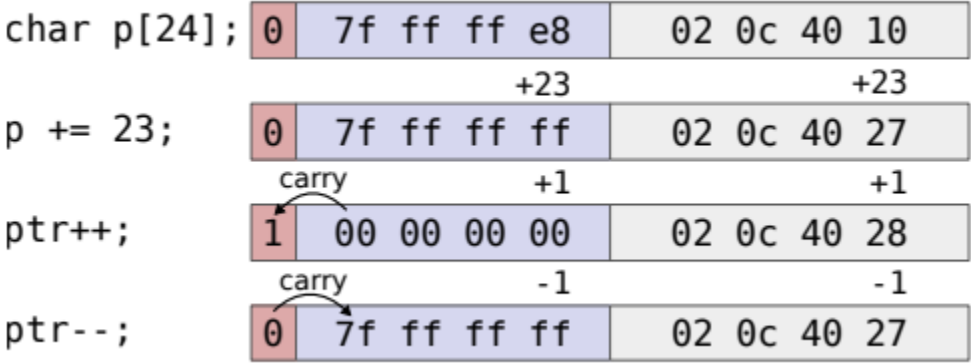 char p[24]; 0 7f ff ff e8 02 0c 40 10
+23 +23
p += 23; 0 7f ff ff ff 02 0c 40 27
carry +1 +1
ptr++; 1 00 00 00 00 02 0c 40 28
carry -1 -1
ptr--; 0 7f ff ff ff 02 0c 40 27